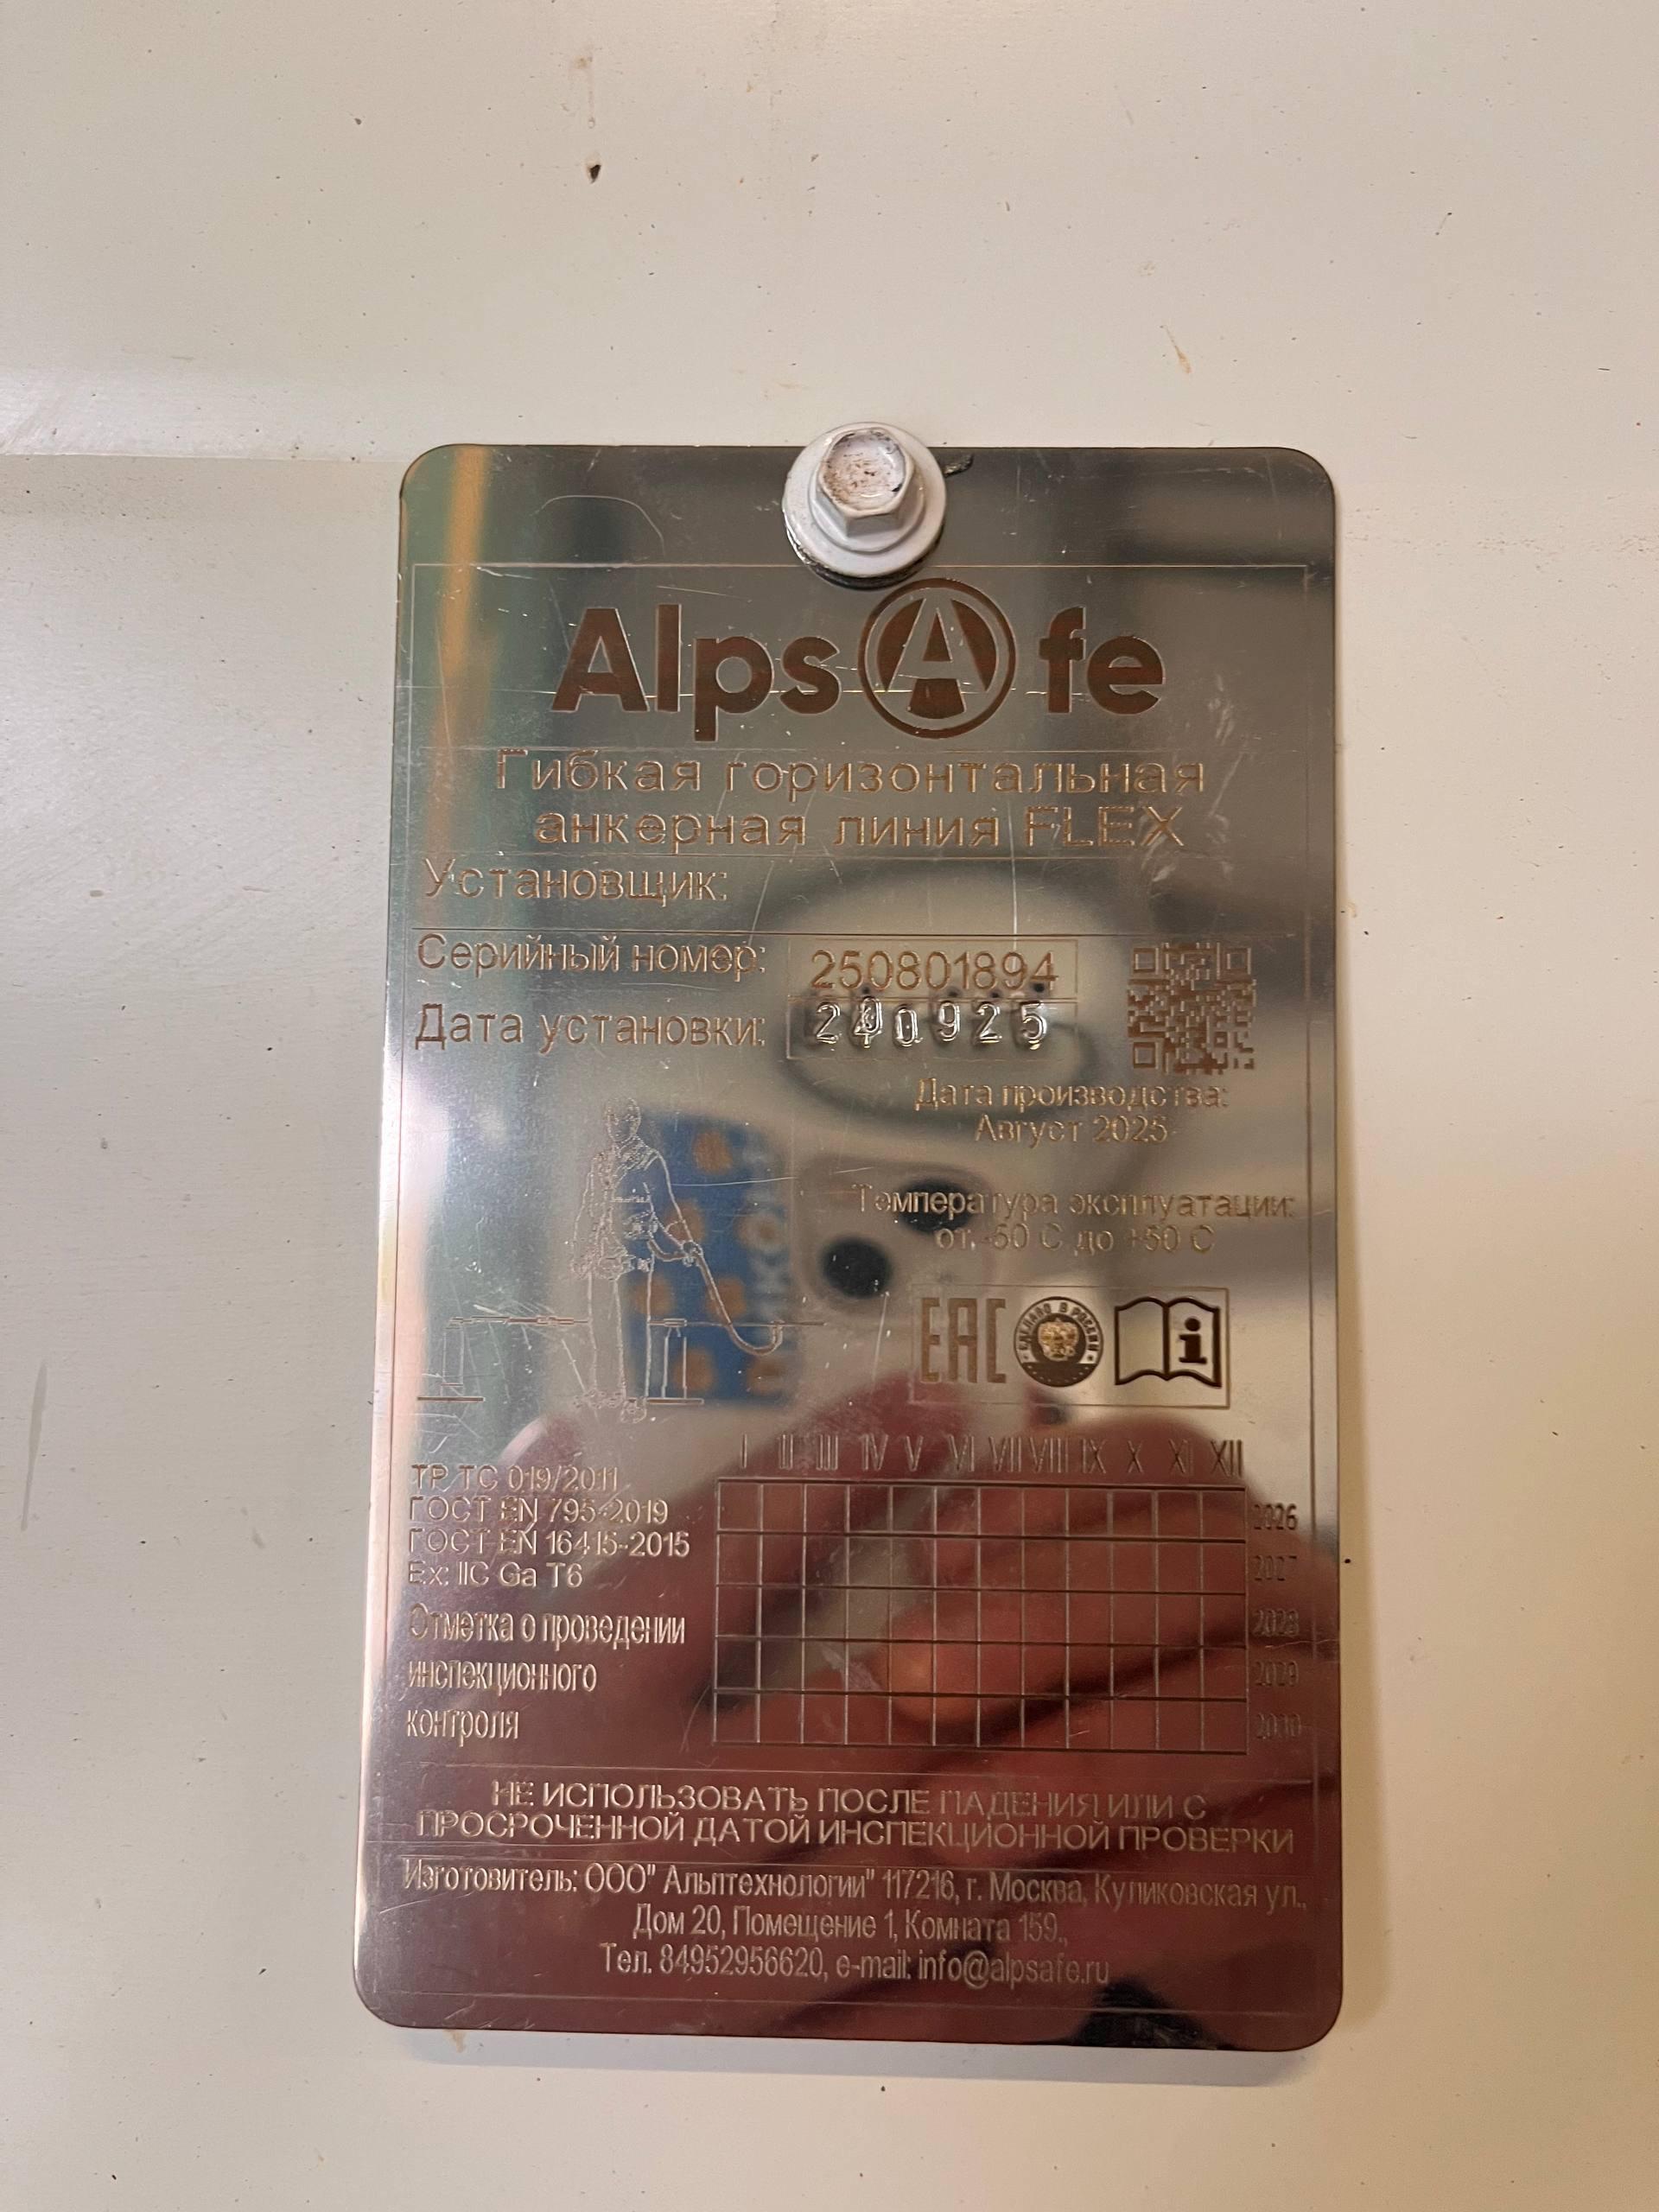 AlpsAfe
Гибкая горизонтальная
анкерная линия FLEX
Установщик:
Серийный номер: 250801894
Дата установки:
Дата производства:
Август 2025
Температура эксплуатации:
от -50 С до +50 С
EAC
СДЕЛАНО В РОССИИ
i
I II III IV V VI VII VIII IX X XI XII
ТР ТС 019/2011
ГОСТ EN 795-2019
ГОСТ EN 16415-2015
Ex: IIC Ga T6
2026
2027
2028
2029
2030
Отметка о проведении
инспекционного
контроля
НЕ ИСПОЛЬЗОВАТЬ ПОСЛЕ ПАДЕНИЯ ИЛИ С
ПРОСРОЧЕННОЙ ДАТОЙ ИНСПЕКЦИОННОЙ ПРОВЕРКИ
Изготовитель: ООО" Альптехнологии" 117216, г. Москва, Куликовская ул.,
Дом 20, Помещение 1, Комната 159.,
Тел. 84952956620, e-mail: info@alpsafe.ru